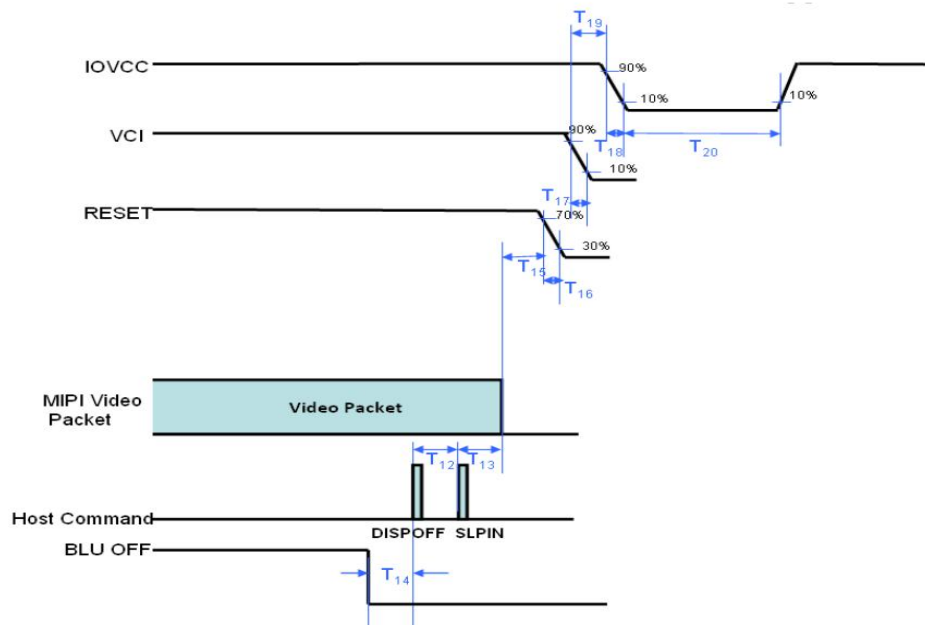 T19
IOVCC
90%
10%
10%
T18
T20
VCI
90%
10%
T17
RESET
70%
30%
T15
T16
MIPI Video
Packet
Video Packet
T12
T13
Host Command
DISPOFF
SLPIN
BLU OFF
T14